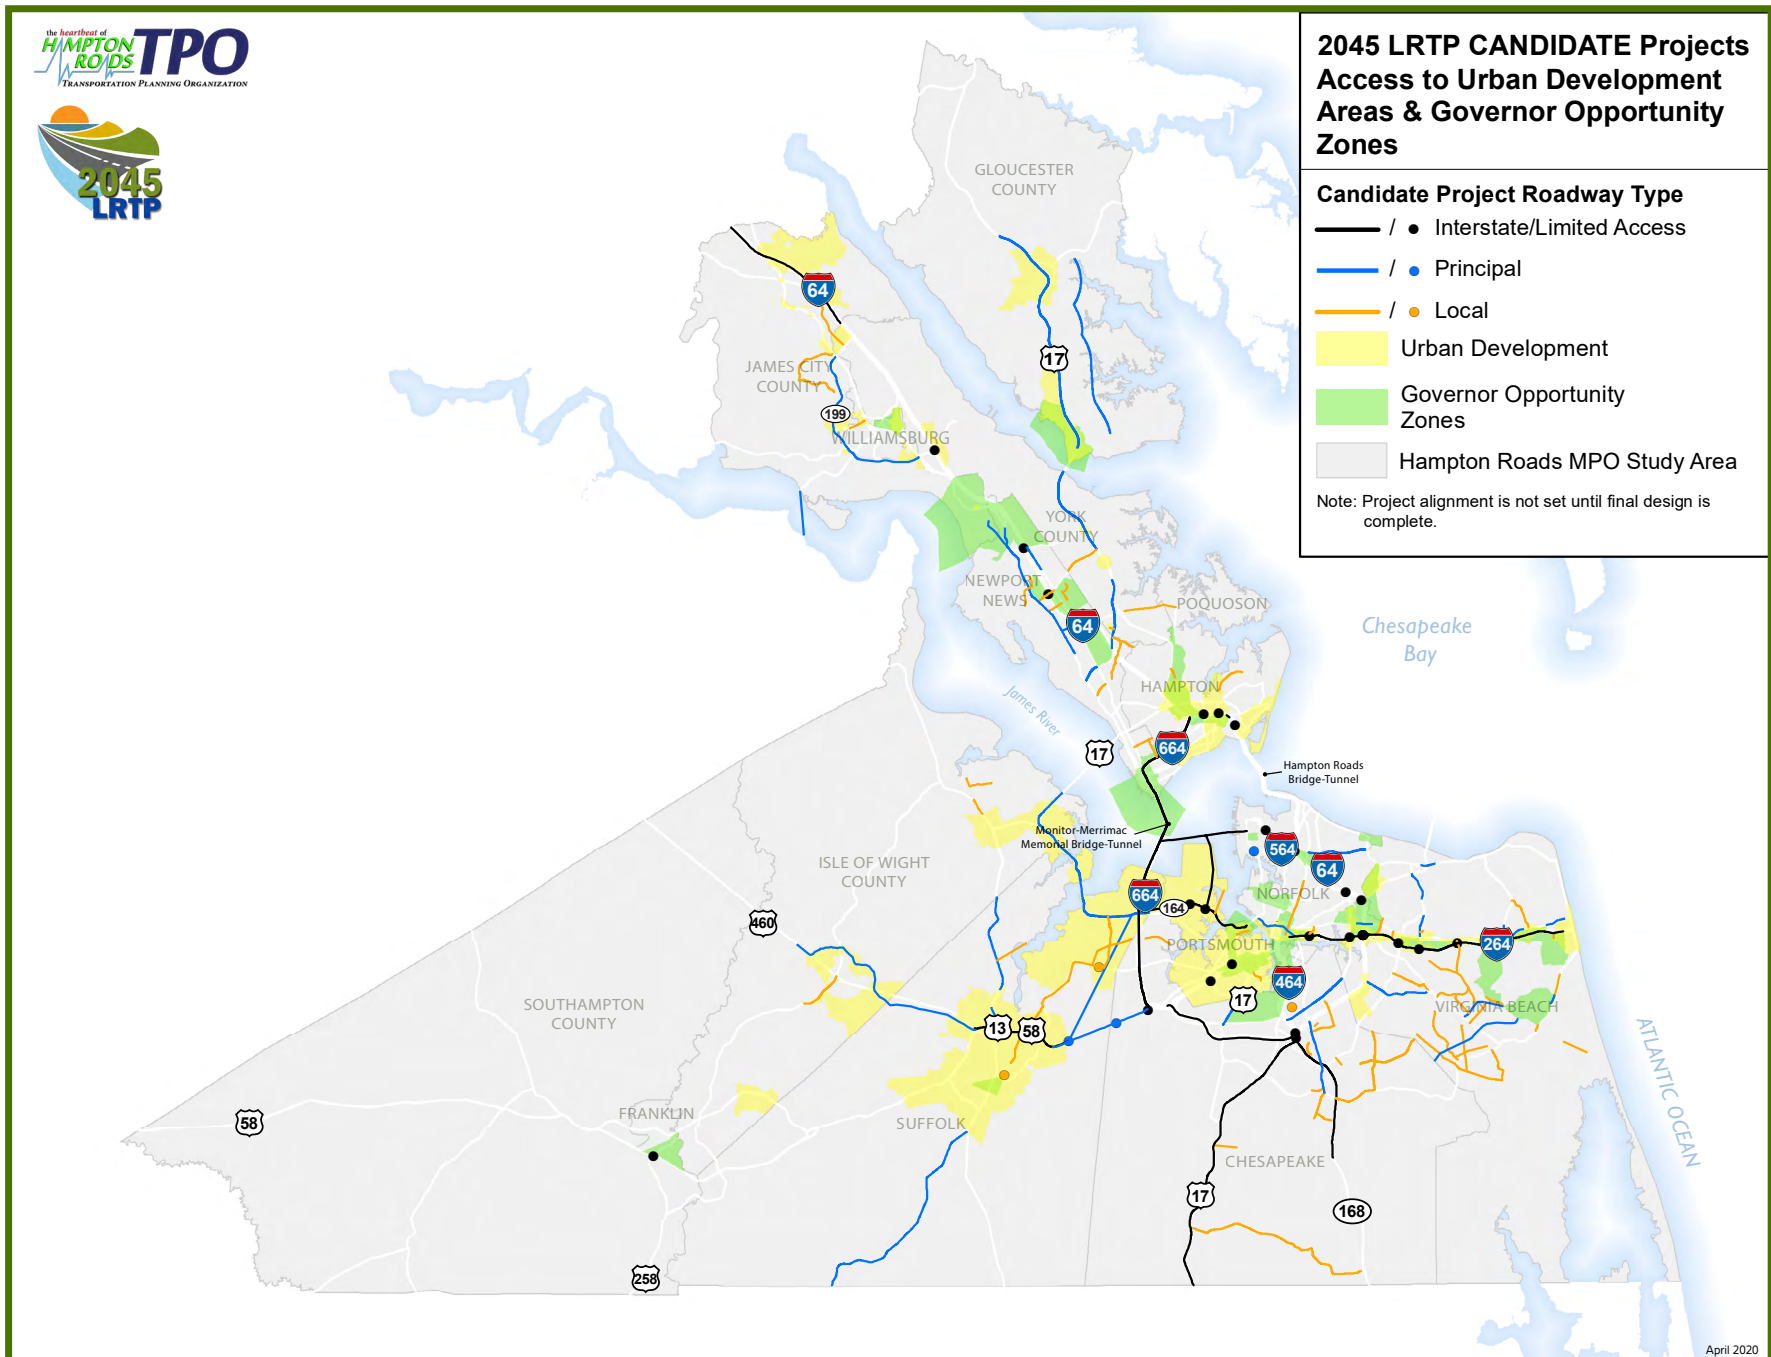 the heartbeat of
HAMPTON
ROADS
TPO
TRANSPORTATION PLANNING ORGANIZATION
2045
LRTP
2045 LRTP CANDIDATE Projects
Access to Urban Development
Areas & Governor Opportunity
Zones
Candidate Project Roadway Type
/ Interstate/Limited Access
/ Principal
/ Local
Urban Development
Governor Opportunity
Zones
Hampton Roads MPO Study Area
Note: Project alignment is not set until final design is
complete.
GLOUCESTER
COUNTY
64
17
JAMES CITY
COUNTY
199
WILLIAMSBURG
YORK
COUNTY
NEWPORT
NEWS
POQUOSON
64
Chesapeake
Bay
HAMPTON
James River
17
664
Hampton Roads
Bridge-Tunnel
Monitor-Merrimac
Memorial Bridge-Tunnel
564
64
ISLE OF WIGHT
COUNTY
664
164
NORFOLK
460
PORTSMOUTH
264
464
17
SOUTHAMPTON
COUNTY
VIRGINIA BEACH
13
58
ATLANTIC OCEAN
58
FRANKLIN
SUFFOLK
CHESAPEAKE
17
168
258
April 2020